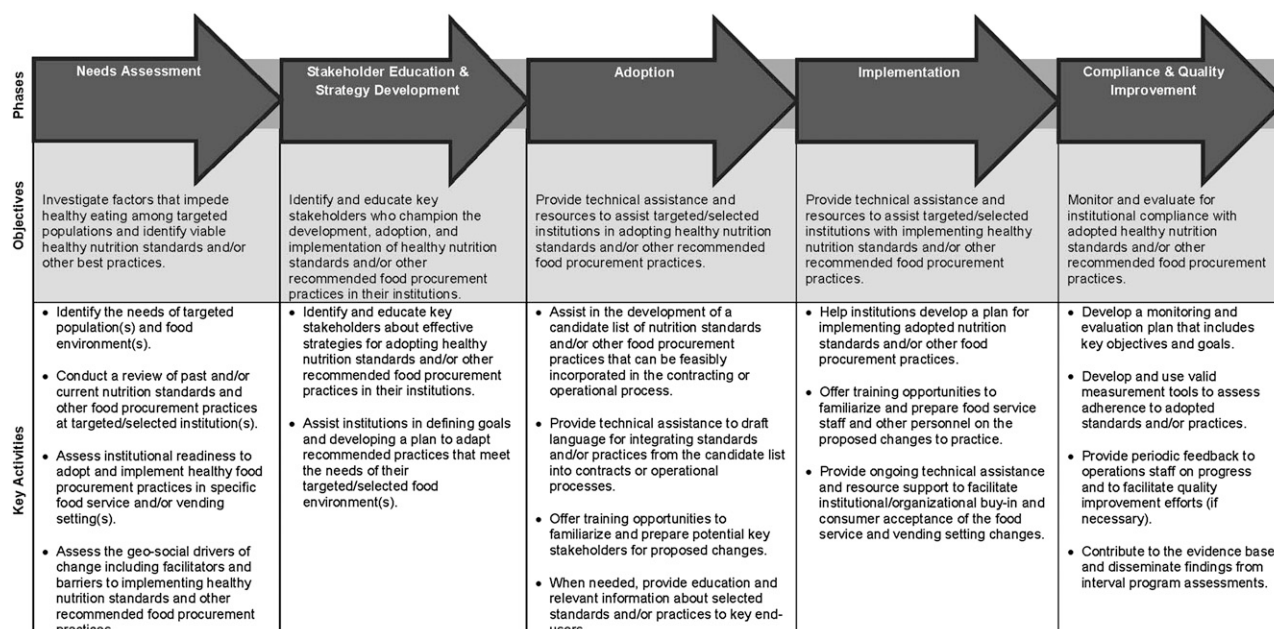 Phases
Needs Assessment
Stakeholder Education &
Strategy Development
Adoption
Implementation
Compliance & Quality
Improvement
Objectives
Investigate factors that impede
healthy eating among targeted
populations and identify viable
healthy nutrition standards and/or
other best practices.
Identify and educate key
stakeholders who champion the
development, adoption, and
implementation of healthy nutrition
standards and/or other
recommended food procurement
practices in their institutions.
Provide technical assistance and
resources to assist targeted/selected
institutions in adopting healthy nutrition
standards and/or other recommended
food procurement practices.
Provide technical assistance and
resources to assist targeted/selected
institutions with implementing healthy
nutrition standards and/or other
recommended food procurement
practices.
Monitor and evaluate for
institutional compliance with
adopted healthy nutrition
standards and/or other
recommended food procurement
practices.
Key Activities
• Identify the needs of targeted
population(s) and food
environment(s).
• Conduct a review of past and/or
current nutrition standards and
other food procurement practices
at targeted/selected institution(s).
• Assess institutional readiness to
adopt and implement healthy food
procurement practices in specific
food service and/or vending
setting(s).
• Assess the geo-social drivers of
change including facilitators and
barriers to implementing healthy
nutrition standards and other
recommended food procurement
practices.
• Identify and educate key
stakeholders about effective
strategies for adopting healthy
nutrition standards and/or other
recommended food procurement
practices in their institutions.
• Assist institutions in defining goals
and developing a plan to adapt
recommended practices that meet
the needs of their
targeted/selected food
environment(s).
• Assist in the development of a
candidate list of nutrition standards
and/or other food procurement
practices that can be feasibly
incorporated in the contracting or
operational process.
• Provide technical assistance to draft
language for integrating standards
and/or practices from the candidate list
into contracts or operational
processes.
• Offer training opportunities to
familiarize and prepare potential key
stakeholders for proposed changes.
• When needed, provide education and
relevant information about selected
standards and/or practices to key end-
users.
• Help institutions develop a plan for
implementing adopted nutrition
standards and/or other food
procurement practices.
• Offer training opportunities to
familiarize and prepare food service
staff and other personnel on the
proposed changes to practice.
• Provide ongoing technical assistance
and resource support to facilitate
institutional/organizational buy-in and
consumer acceptance of the food
service and vending setting changes.
• Develop a monitoring and
evaluation plan that includes
key objectives and goals.
• Develop and use valid
measurement tools to assess
adherence to adopted
standards and/or practices.
• Provide periodic feedback to
operations staff on progress
and to facilitate quality
improvement efforts (if
necessary).
• Contribute to the evidence base
and disseminate findings from
interval program assessments.